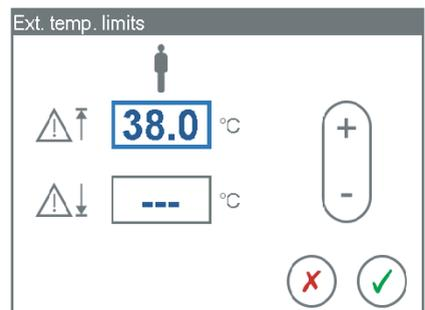 Ext. temp. limits
38.0 °C
--- °C
+
-